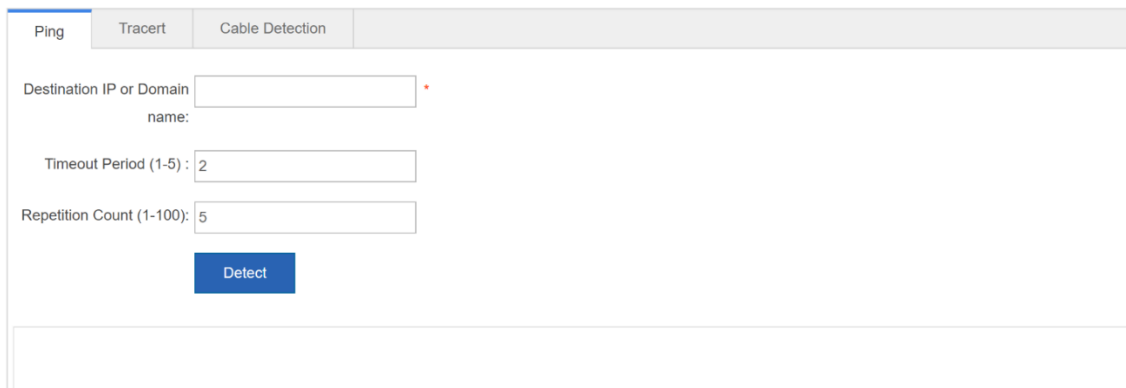 Ping Tracert Cable Detection
Destination IP or Domain *
name:
Timeout Period (1-5) : 2
Repetition Count (1-100): 5
Detect